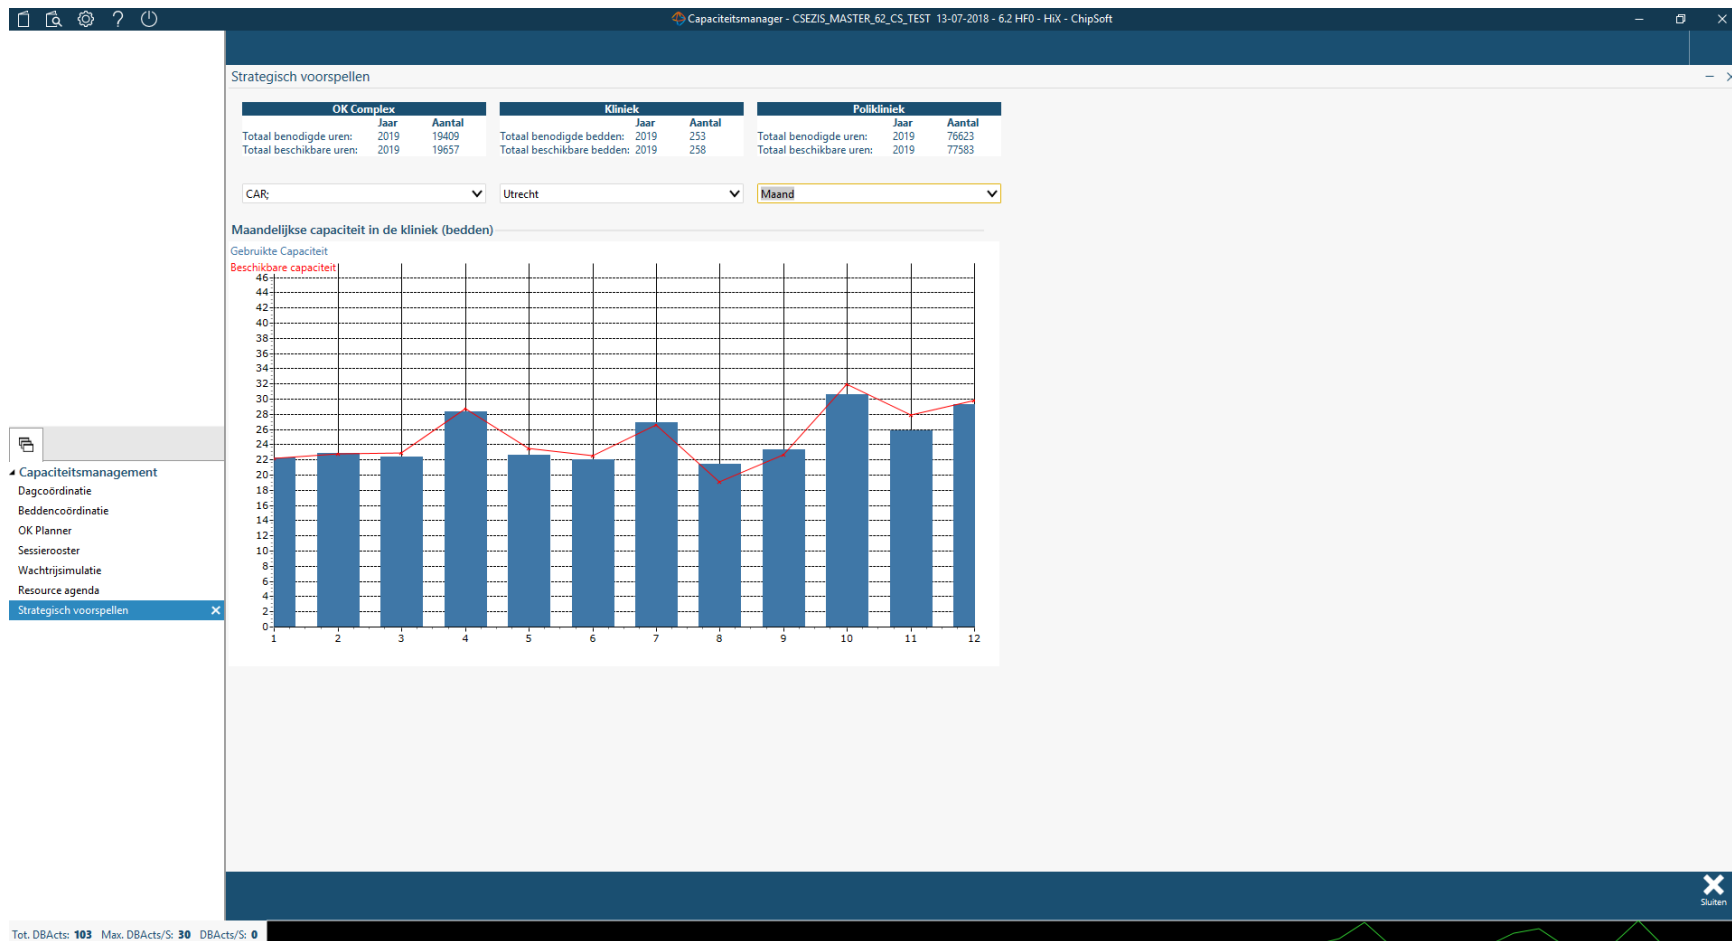 Capaciteitsmanager - CSEZIS_MASTER_62_CS_TEST 13-07-2018 - 6.2 HF0 - HiX - ChipSoft
Strategisch voorspellen
OK Complex
Jaar Aantal
Totaal benodigde uren: 2019 19409
Totaal beschikbare uren: 2019 19657
Kliniek
Jaar Aantal
Totaal benodigde bedden: 2019 253
Totaal beschikbare bedden: 2019 258
Polikliniek
Jaar Aantal
Totaal benodigde uren: 2019 76623
Totaal beschikbare uren: 2019 77583
CAR;
Utrecht
Maand
Maandelijkse capaciteit in de kliniek (bedden)
Gebruikte Capaciteit
Beschikbare capaciteit
46
44
42
40
38
36
34
32
30
28
26
24
22
20
18
16
14
12
10
8
6
4
2
0
1 2 3 4 5 6 7 8 9 10 11 12
Capaciteitsmanagement
Dagcoördinatie
Beddencoördinatie
OK Planner
Sessierooster
Wachtrijsimulatie
Resource agenda
Strategisch voorspellen
Sluiten
Tot. DBActs: 103 Max. DBActs/S: 30 DBActs/S: 0